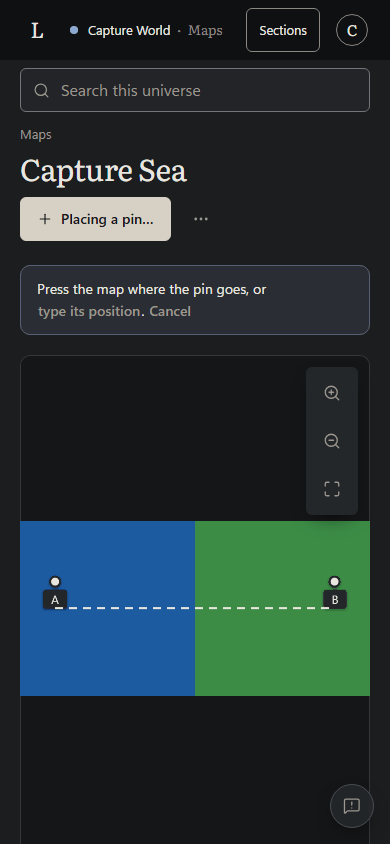 L
Capture World · Maps
Sections
C
Search this universe
Maps
Capture Sea
Placing a pin...
Press the map where the pin goes, or
type its position. Cancel
A
B